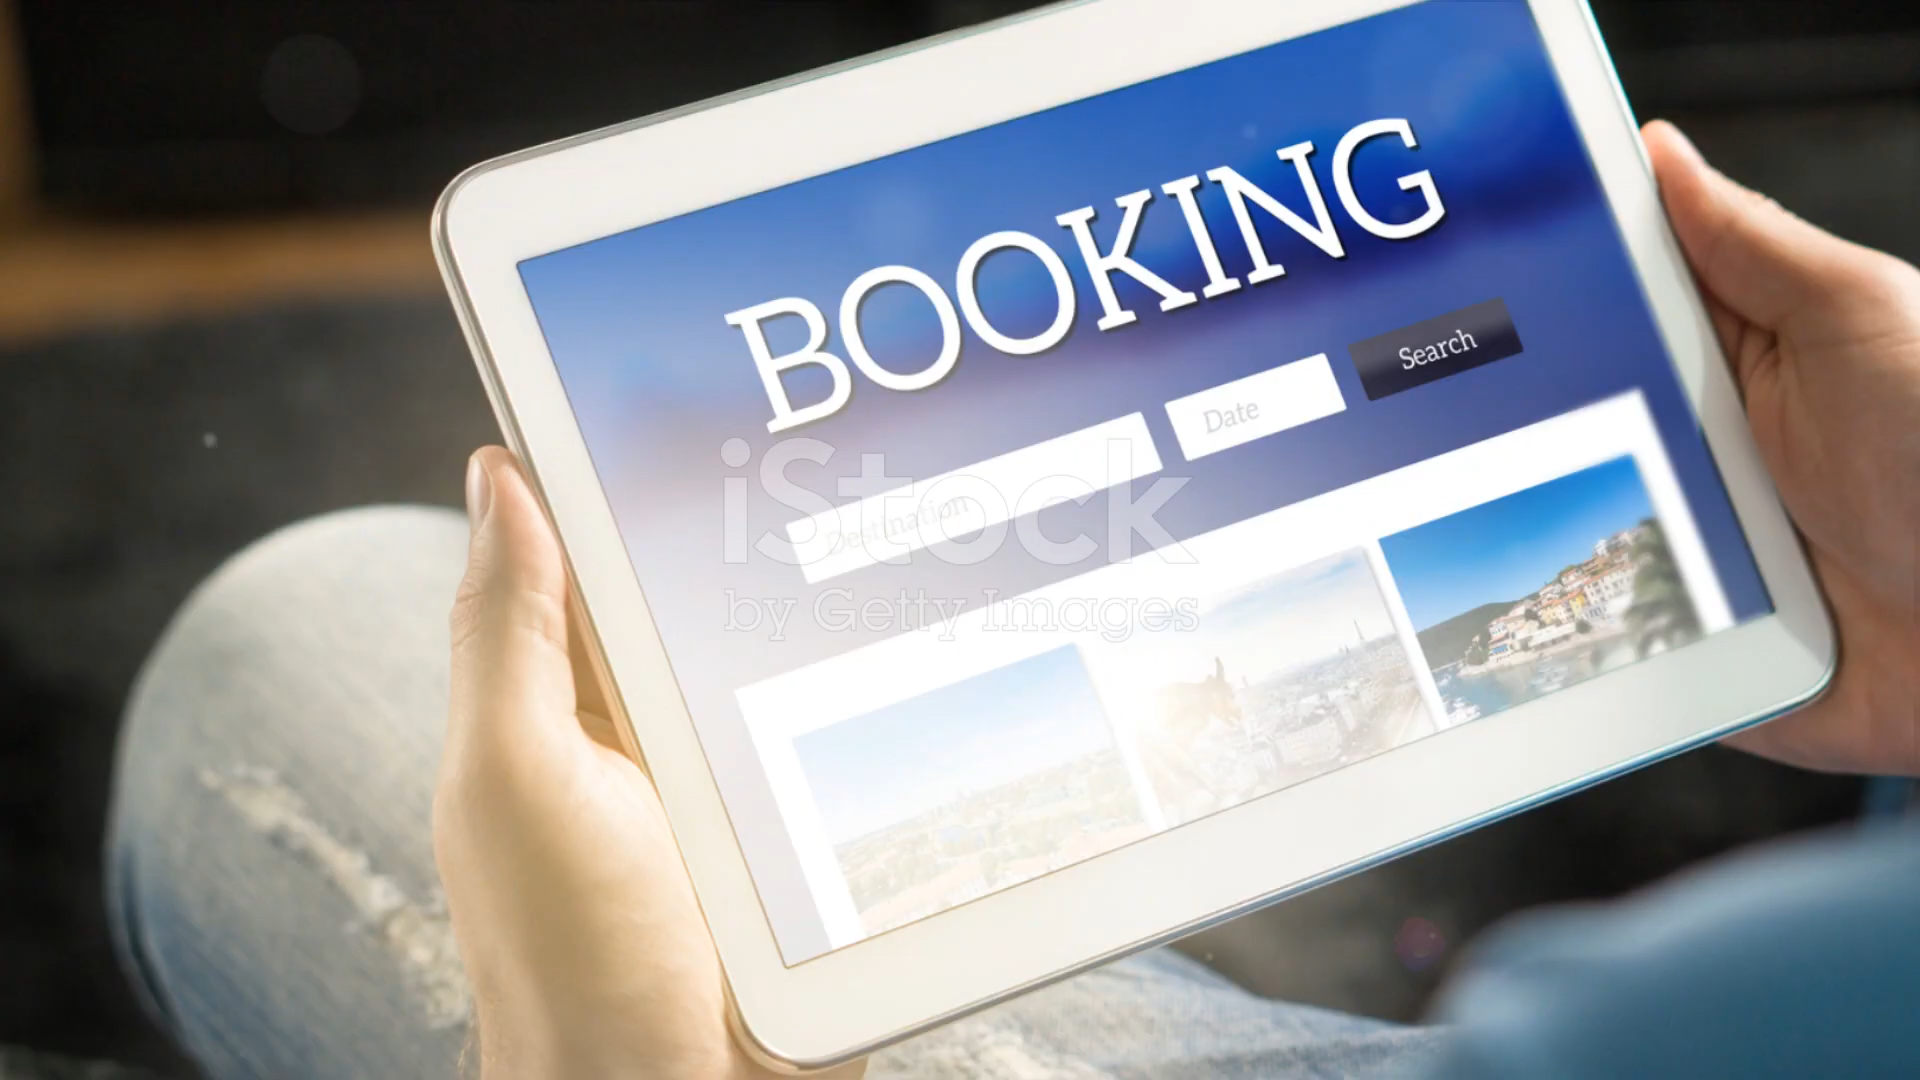 BOOKING
Destination
Date
Search
iStock
by Getty Images